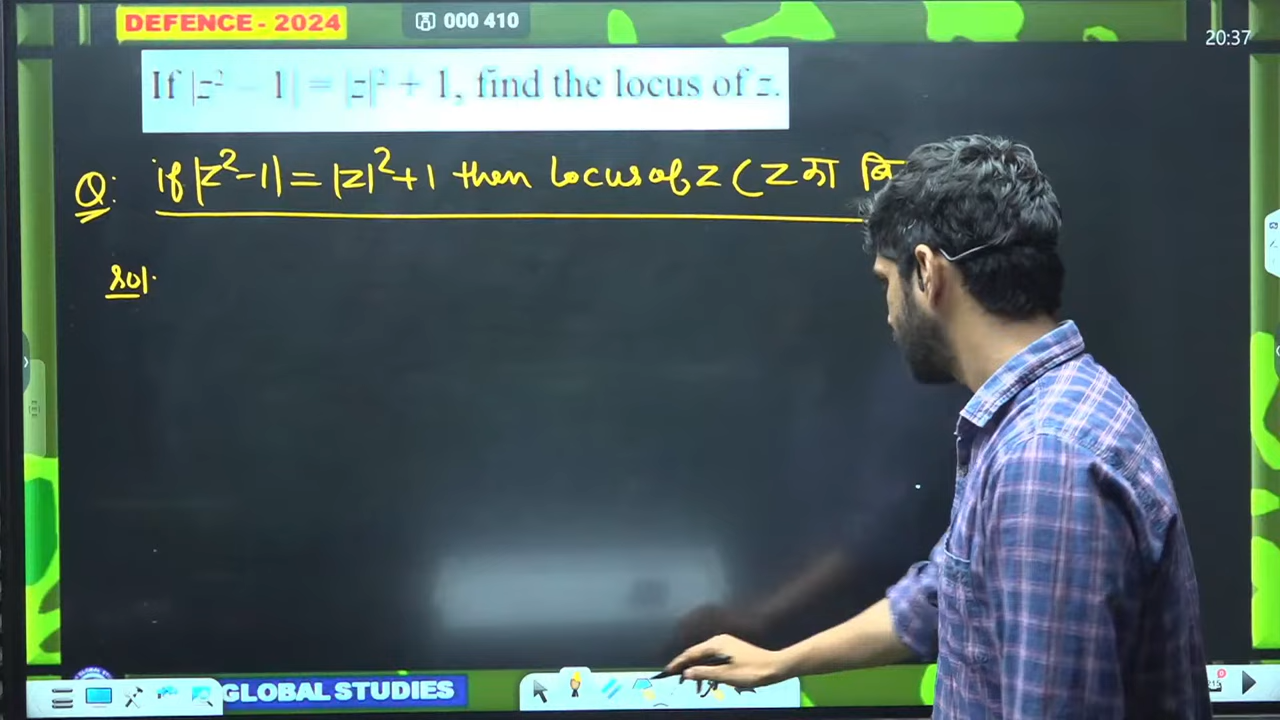 DEFENCE - 2024
000 410
20:37
If |z² - 1| = |z|² + 1, find the locus of z.
Q: if |z²-1| = |z|²+1 then locus of z ( z का
Sol.
GLOBAL STUDIES